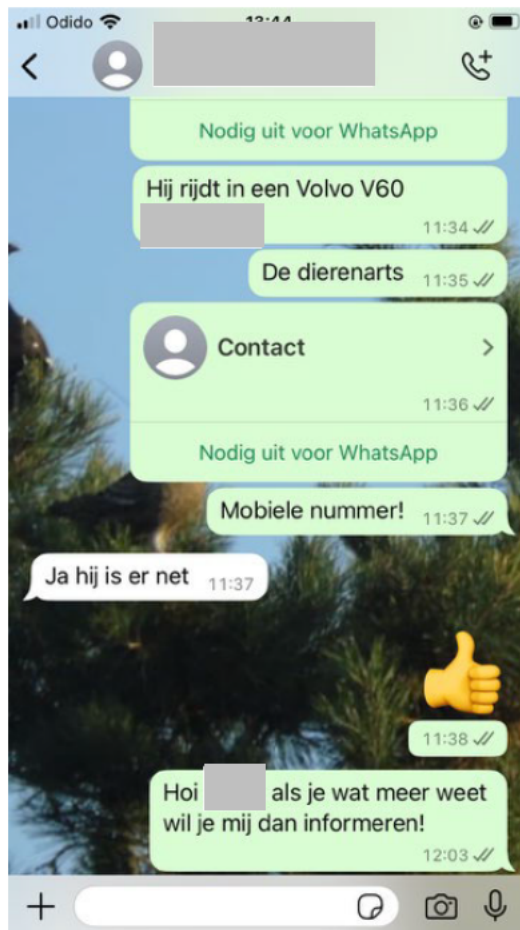 Odido
Nodig uit voor WhatsApp
Hij rijdt in een Volvo V60
11:34
De dierenarts 11:35
Contact
11:36
Nodig uit voor WhatsApp
Mobiele nummer! 11:37
Ja hij is er net 11:37
11:38
Hoi als je wat meer weet
wil je mij dan informeren!
12:03